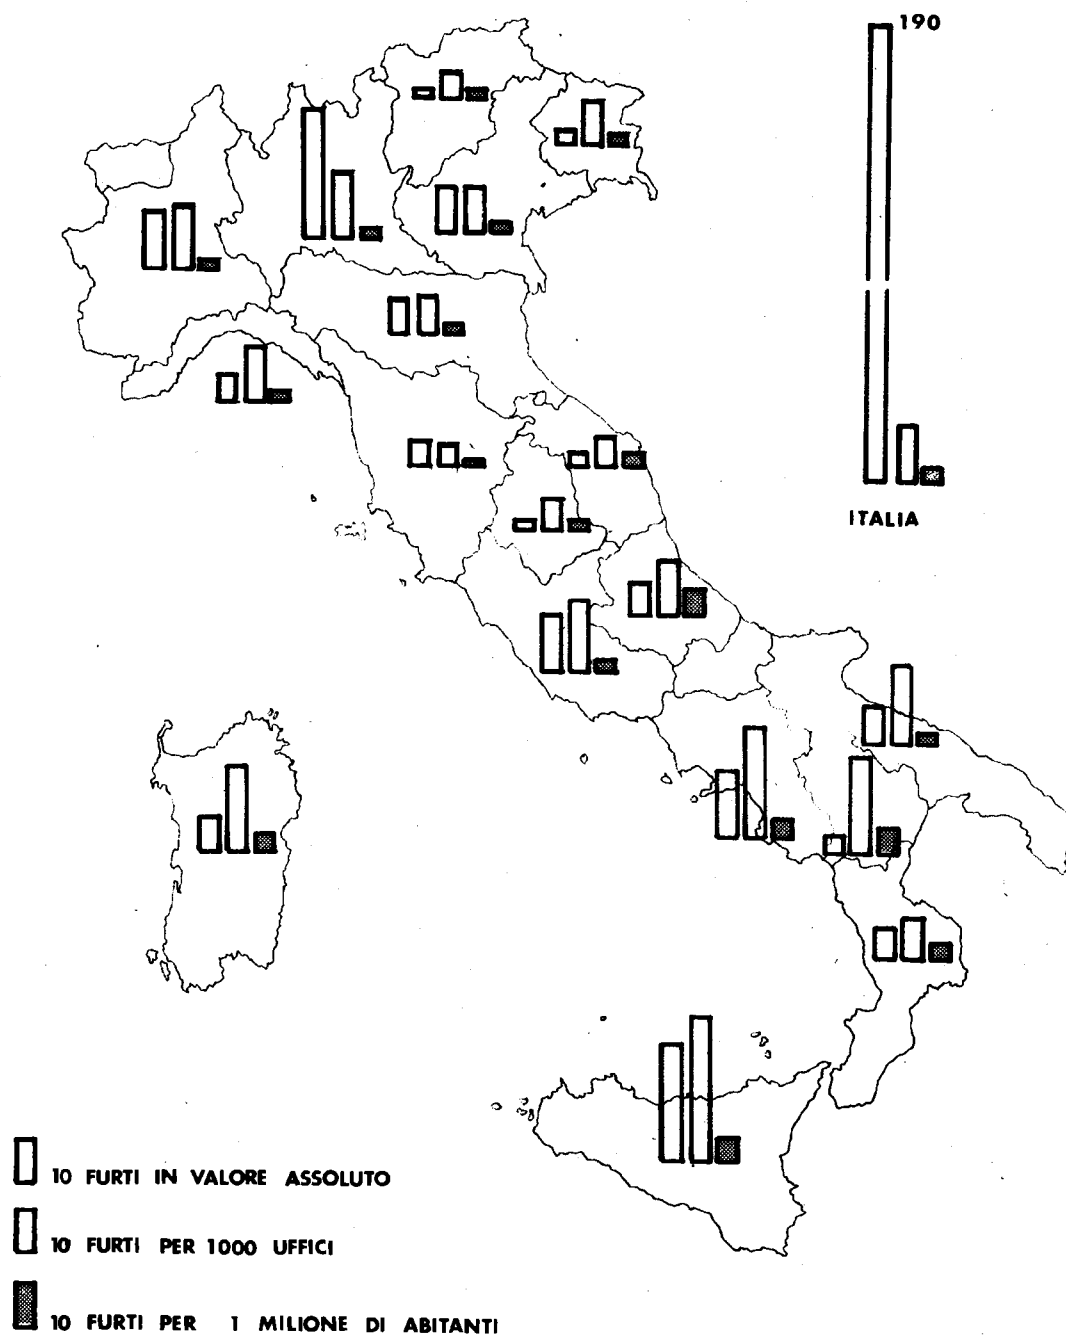 190
ITALIA
10 FURTI IN VALORE ASSOLUTO
10 FURTI PER 1000 UFFICI
10 FURTI PER 1 MILIONE DI ABITANTI